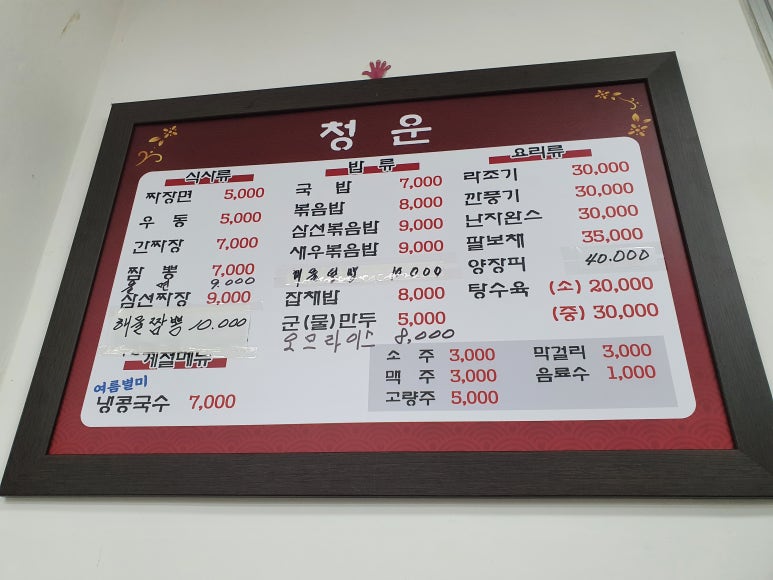 청운
식사류
짜장면 5,000
우동 5,000
간짜장 7,000
짬뽕 7,000
울면 9.000
삼선짜장 9,000
해물짬뽕 10.000
계절메뉴
여름별미
냉콩국수 7,000
밥류
국밥 7,000
볶음밥 8,000
삼선볶음밥 9,000
새우볶음밥 9,000
10.000
잡채밥 8,000
군(물)만두 5,000
오므라이스 8,000
요리류
라조기 30,000
깐풍기 30,000
난자완스 30,000
팔보채 35,000
양장피 40.000
탕수육 (소) 20,000
(중) 30,000
소주 3,000
맥주 3,000
고량주 5,000
막걸리 3,000
음료수 1,000